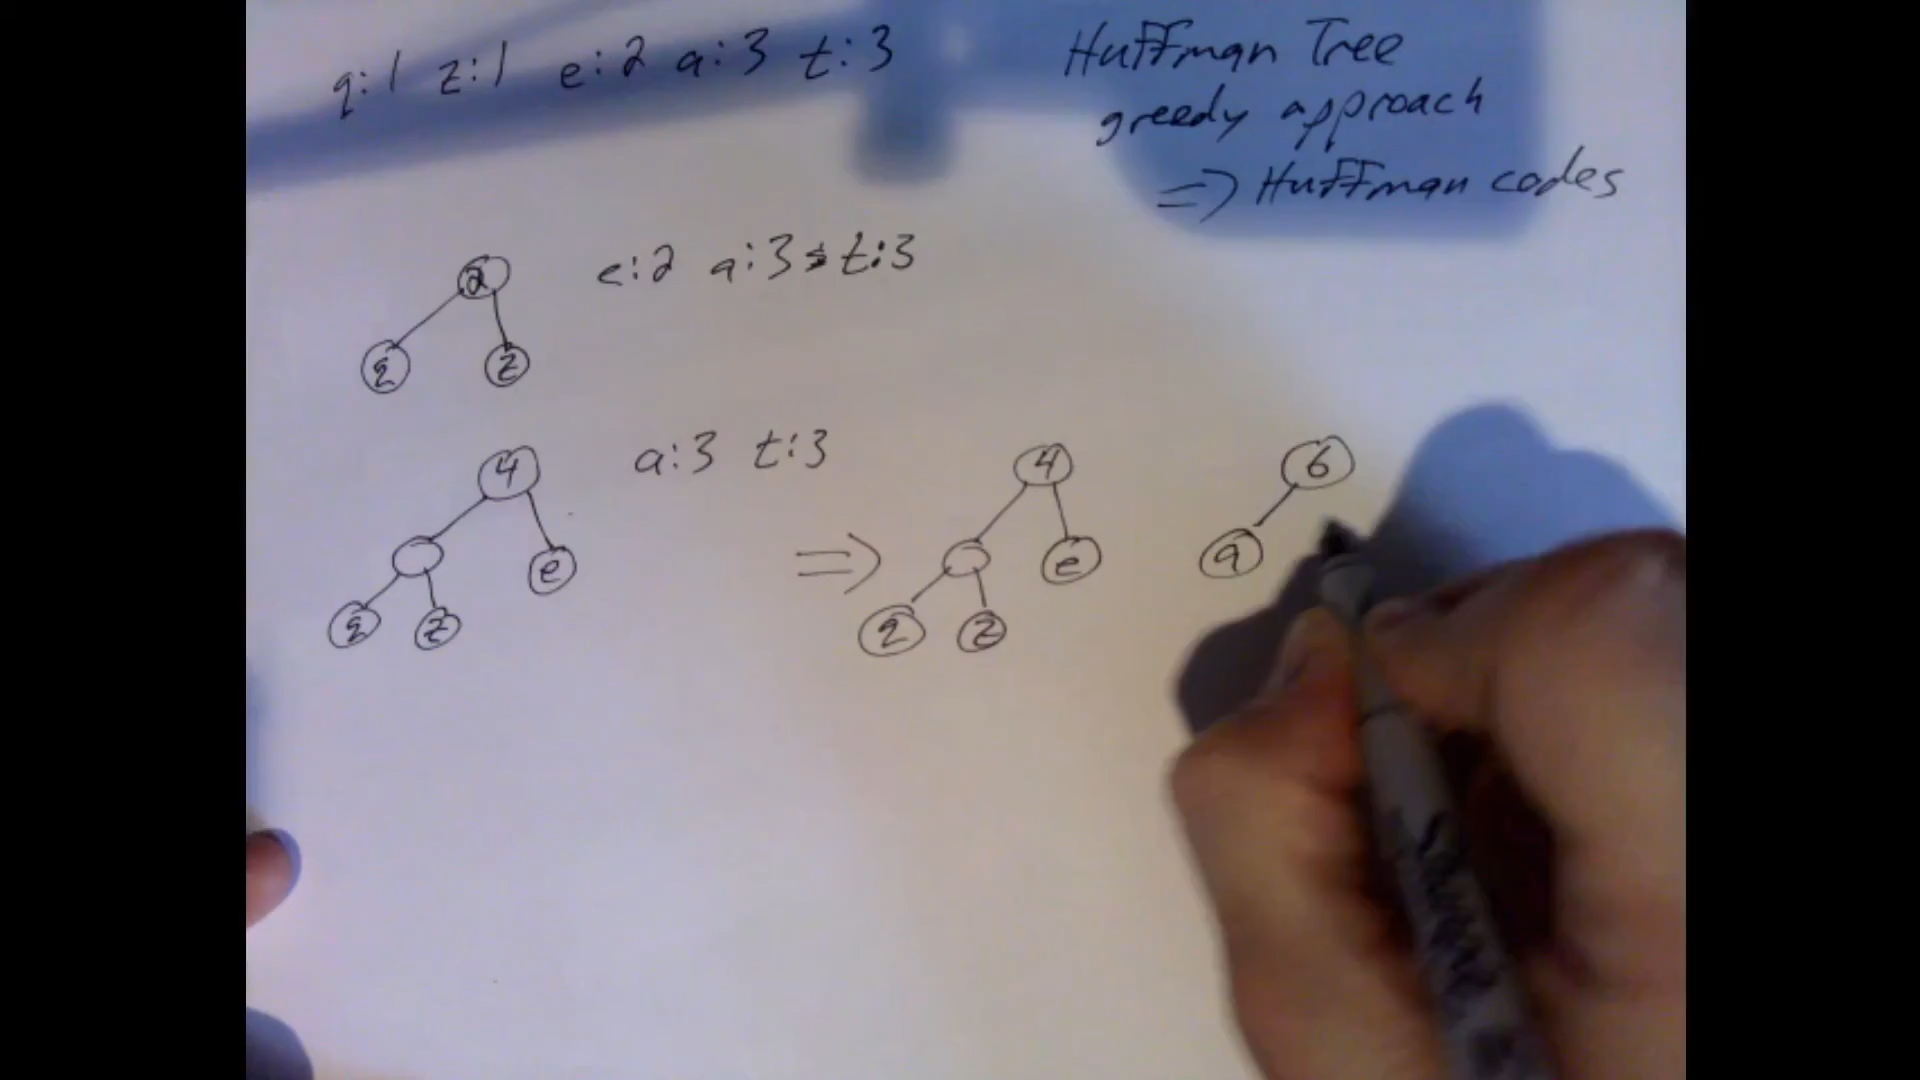 q:1 z:1 e:2 a:3 t:3
Huffman Tree
greedy approach
=> Huffman codes
2 e:2 a:3 t:3
q z
4 a:3 t:3
e
q z
=>
4 6
e a
q z